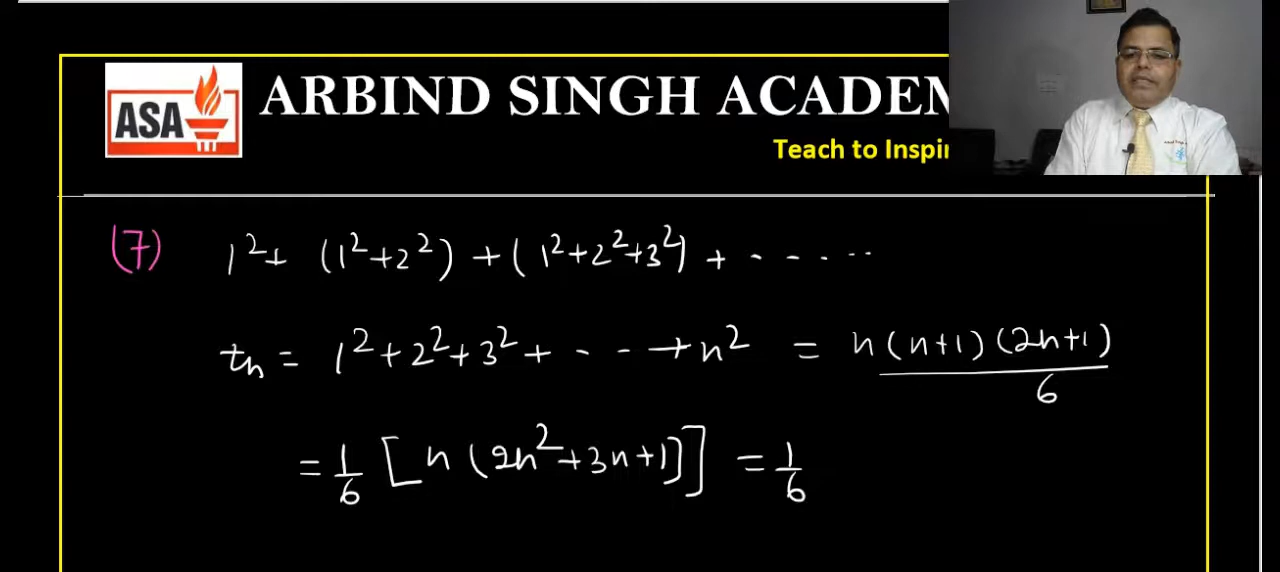 ASA
ARBIND SINGH ACADEM
Teach to Inspir
(7) 1² + (1²+2²) + (1²+2²+3²) + ......
tn = 1²+2²+3²+ - - - +n² = n(n+1)(2n+1)/6
= 1/6 [n(2n²+3n+1)] = 1/6